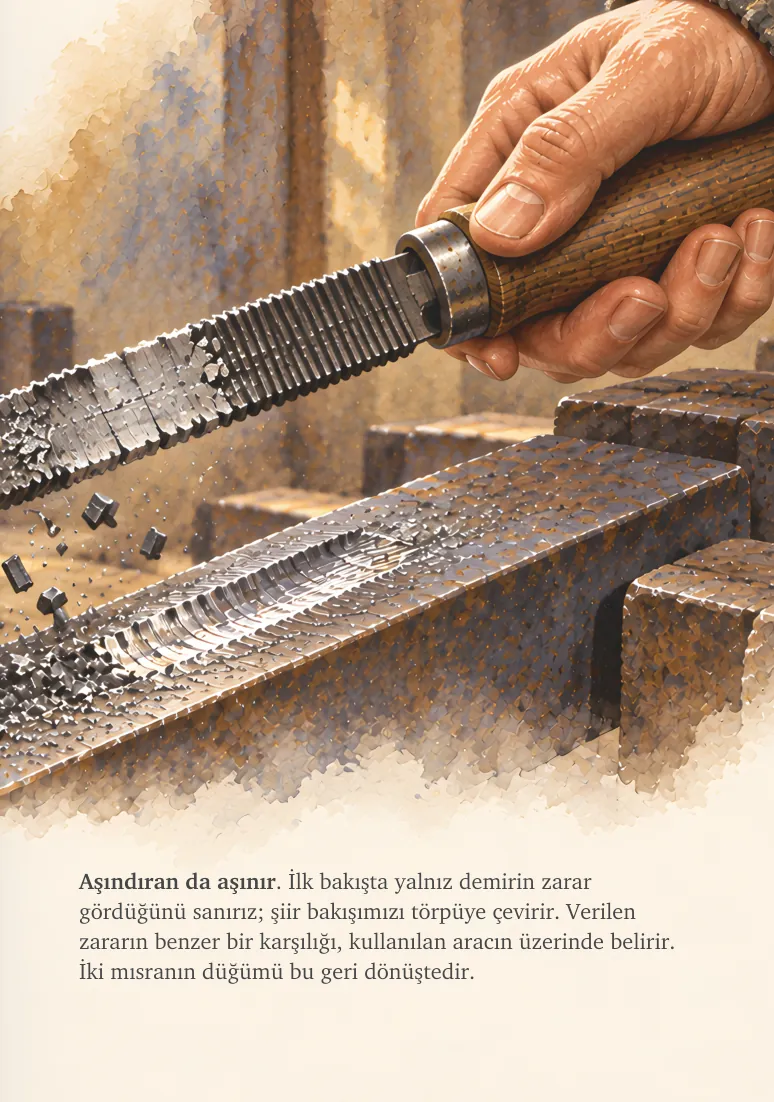 Aşındıran da aşınır. İlk bakışta yalnız demirin zarar
gördüğünü sanırız; şiir bakışımızı törpüye çevirir. Verilen
zararın benzer bir karşılığı, kullanılan aracın üzerinde belirir.
İki mısranın düğümü bu geri dönüştedir.